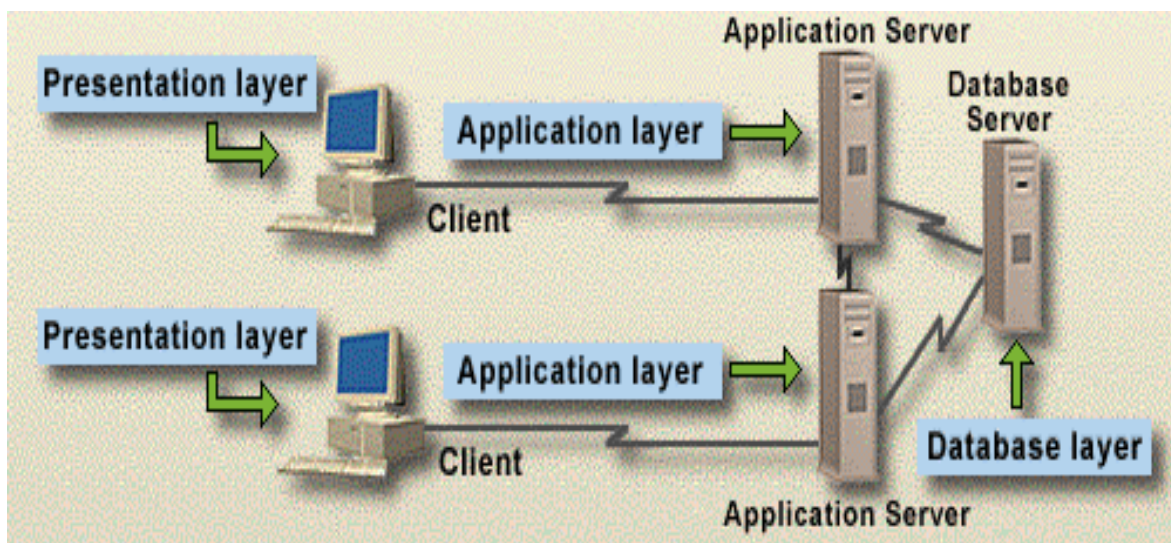 Application Server
Presentation layer
Application layer
Database
Server
Client
Presentation layer
Application layer
Client
Database layer
Application Server